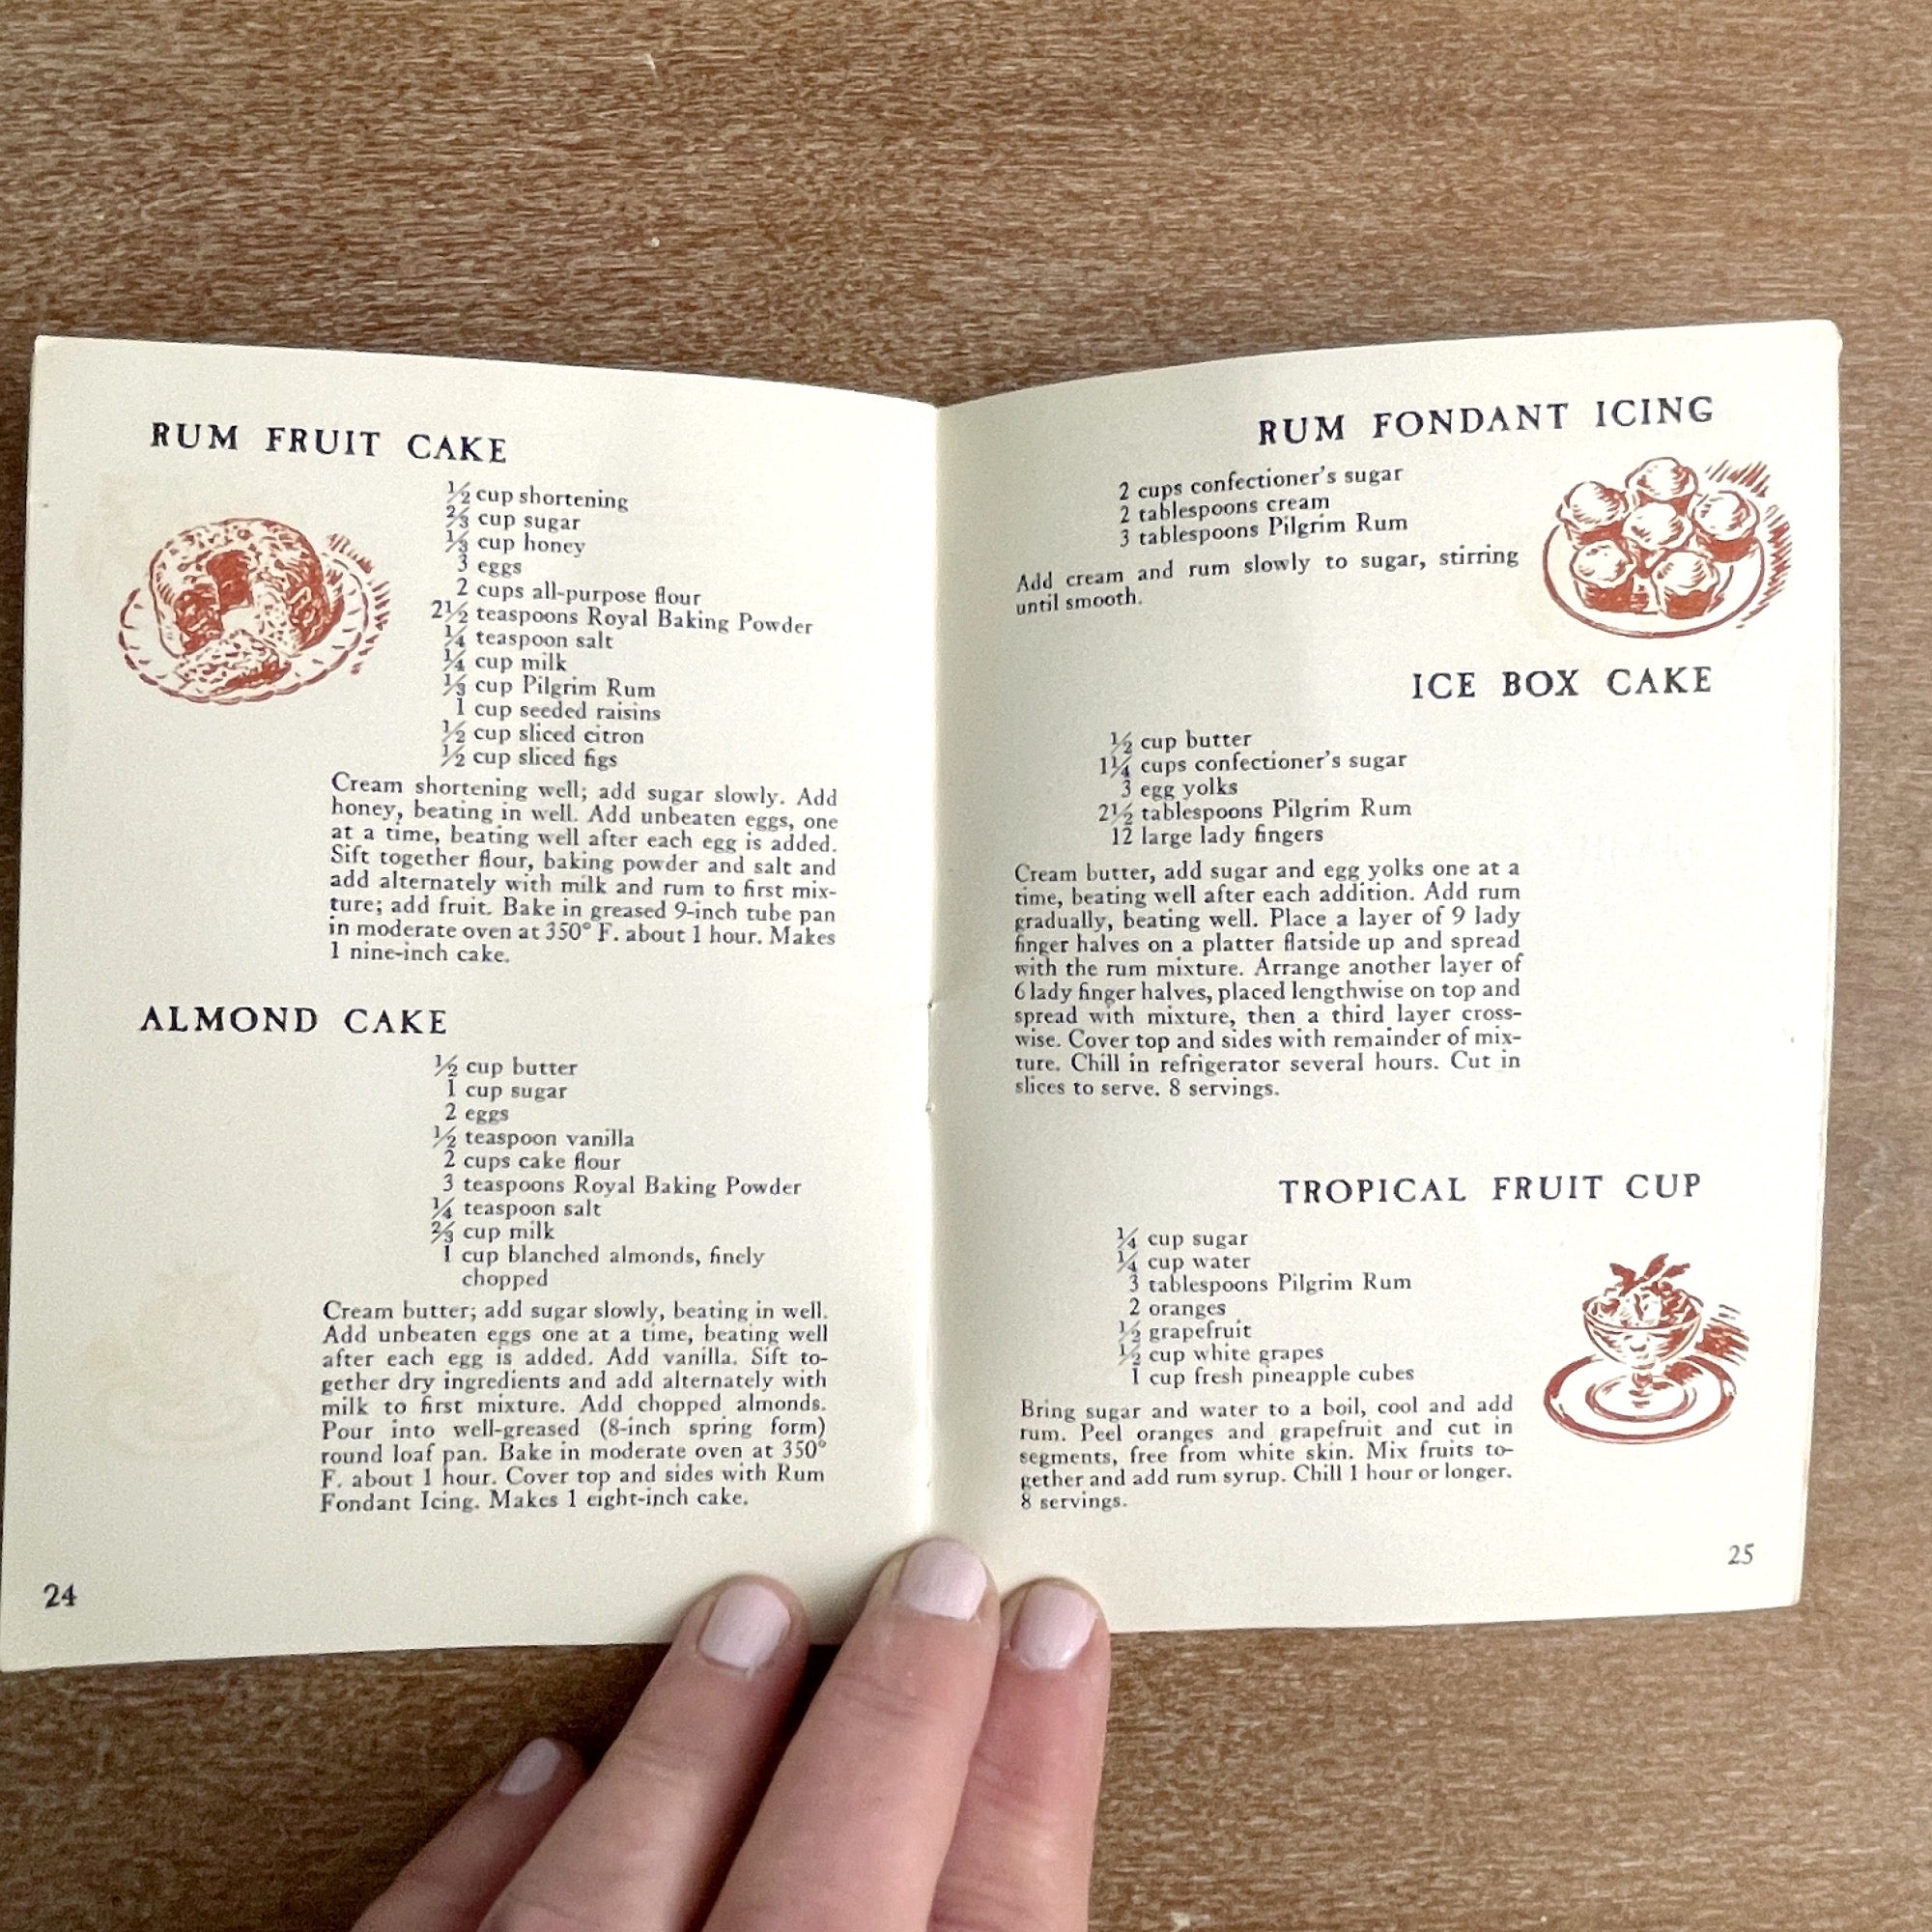 RUM FRUIT CAKE
½ cup shortening
⅔ cup sugar
⅓ cup honey
3 eggs
2 cups all-purpose flour
2½ teaspoons Royal Baking Powder
¼ teaspoon salt
¼ cup milk
⅓ cup Pilgrim Rum
1 cup seeded raisins
½ cup sliced citron
½ cup sliced figs
Cream shortening well; add sugar slowly. Add
honey, beating in well. Add unbeaten eggs, one
at a time, beating well after each egg is added.
Sift together flour, baking powder and salt and
add alternately with milk and rum to first mix-
ture; add fruit. Bake in greased 9-inch tube pan
in moderate oven at 350° F. about 1 hour. Makes
1 nine-inch cake.
ALMOND CAKE
½ cup butter
1 cup sugar
2 eggs
½ teaspoon vanilla
2 cups cake flour
3 teaspoons Royal Baking Powder
¼ teaspoon salt
⅔ cup milk
1 cup blanched almonds, finely
chopped
Cream butter; add sugar slowly, beating in well.
Add unbeaten eggs one at a time, beating well
after each egg is added. Add vanilla. Sift to-
gether dry ingredients and add alternately with
milk to first mixture. Add chopped almonds.
Pour into well-greased (8-inch spring form)
round loaf pan. Bake in moderate oven at 350°
F. about 1 hour. Cover top and sides with Rum
Fondant Icing. Makes 1 eight-inch cake.
24
RUM FONDANT ICING
2 cups confectioner's sugar
2 tablespoons cream
3 tablespoons Pilgrim Rum
Add cream and rum slowly to sugar, stirring
until smooth.
ICE BOX CAKE
½ cup butter
1¼ cups confectioner's sugar
3 egg yolks
2½ tablespoons Pilgrim Rum
12 large lady fingers
Cream butter, add sugar and egg yolks one at a
time, beating well after each addition. Add rum
gradually, beating well. Place a layer of 9 lady
finger halves on a platter flatside up and spread
with the rum mixture. Arrange another layer of
6 lady finger halves, placed lengthwise on top and
spread with mixture, then a third layer cross-
wise. Cover top and sides with remainder of mix-
ture. Chill in refrigerator several hours. Cut in
slices to serve. 8 servings.
TROPICAL FRUIT CUP
¼ cup sugar
¼ cup water
3 tablespoons Pilgrim Rum
2 oranges
½ grapefruit
½ cup white grapes
1 cup fresh pineapple cubes
Bring sugar and water to a boil, cool and add
rum. Peel oranges and grapefruit and cut in
segments, free from white skin. Mix fruits to-
gether and add rum syrup. Chill 1 hour or longer.
8 servings.
25